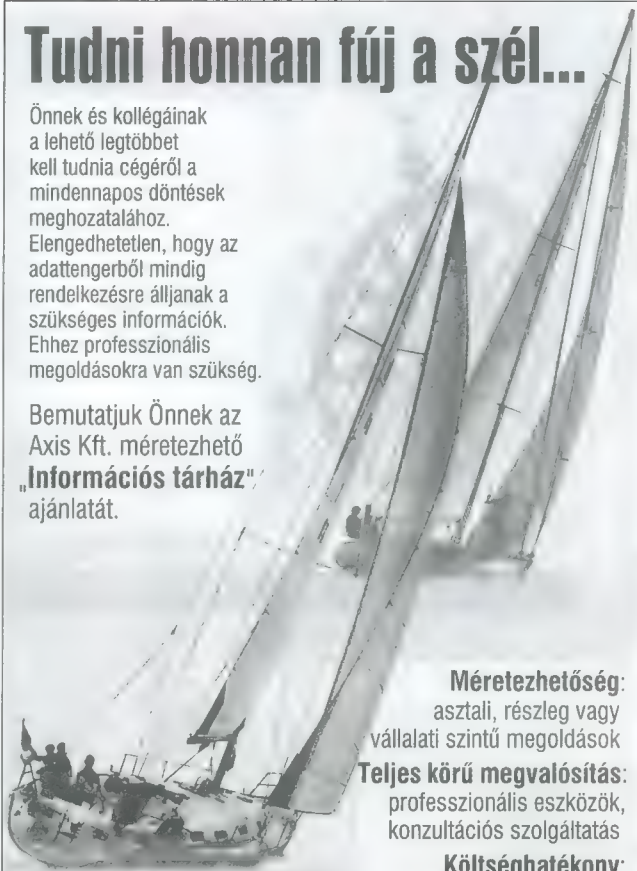 Tudni honnan fúj a szél...
Önnek és kollégáinak
a lehető legtöbbet
kell tudnia cégéről a
mindennapos döntések
meghozatalához.
Elengedhetetlen, hogy az
adattengerből mindig
rendelkezésre álljanak a
szükséges információk.
Ehhez professzionális
megoldásokra van szükség.
Bemutatjuk Önnek az
Axis Kft. méretezhető
„Információs tárház"
ajánlatát.
Méretezhetőség:
asztali, részleg vagy
vállalati szintű megoldások
Teljes körű megvalósítás:
professzionális eszközök,
konzultációs szolgáltatás
Költséghatékony: